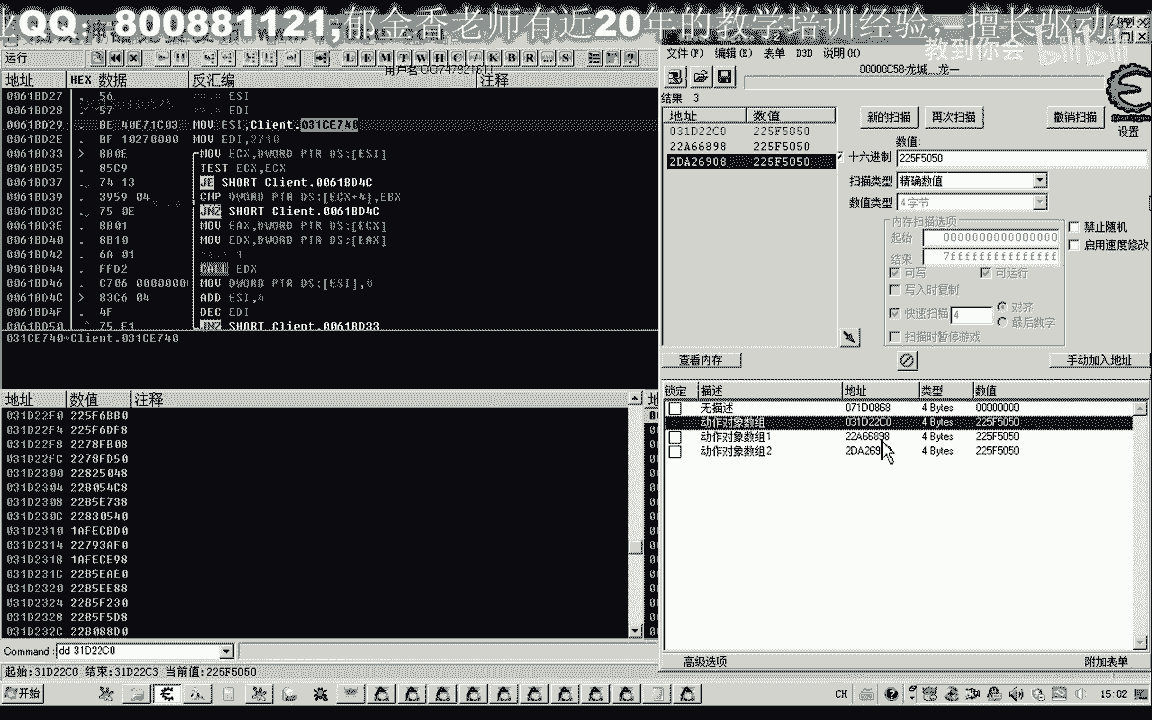 业QQ：800881121;郁金香老师有近20年的教学培训经验，擅长驱动
教到你会
bilibili
运行
L E M T W H C / K B R ... S
地址 HEX 数据 反汇编 注释
0061BD27 . 56 ESI
0061BD28 . 57 EDI
0061BD29 . BE 40E71C03 MOV ESI,Client.031CE740
0061BD2E . BF 10270000 MOV EDI,2710
0061BD33 > 8B0E MOV ECX,DWORD PTR DS:[ESI]
0061BD35 . 85C9 TEST ECX,ECX
0061BD37 . 74 13 JE SHORT Client.0061BD4C
0061BD39 . 3959 04 CMP DWORD PTR DS:[ECX+4],EBX
0061BD3C . 75 0E JNZ SHORT Client.0061BD4C
0061BD3E . 8B01 MOV EAX,DWORD PTR DS:[ECX]
0061BD40 . 8B10 MOV EDX,DWORD PTR DS:[EAX]
0061BD42 . 6A 01
0061BD44 . FFD2 CALL EDX
0061BD46 . C706 0000000 MOV DWORD PTR DS:[ESI],0
0061BD4C > 83C6 04 ADD ESI,4
0061BD4F . 4F DEC EDI
0061BD50 . 75 E1 JNZ SHORT Client.0061BD33
031CE740=Client.031CE740
地址 数值 注释
031D22F0 225F6BB0
031D22F4 225F6DF8
031D22F8 2278FB08
031D22FC 2278FD50
031D2300 22825048
031D2304 22B054C8
031D2308 22B5E738
031D230C 22830540
031D2310 1AFECBD0
031D2314 22793AF0
031D2318 1AFECE98
031D231C 22B5EAE0
031D2320 22B5EE88
031D2324 22B5F230
031D2328 22B5F5D8
031D232C 22B088D0
Command: dd 31D22C0
起始:31D22C0 结束:31D22C3 当前值:225F5050
文件(F) 编辑(E) 表单 D3D 说明(H)
结果 3
地址 数值
031D22C0 225F5050
22A66898 225F5050
2DA26908 225F5050
新的扫描 再次扫描 撤销扫描
设置
数值:
十六进制 225F5050
扫描类型 精确数值
数值类型 4字节
内存扫描选项
起始 0000000000000000
结束 7fffffffffffffff
可写 可运行
写入时复制
快速扫描 4 对齐
最后数字
扫描时暂停游戏
禁止随机
启用速度修改
查看内存 手动加入地址
锁定 描述 地址 类型 数值
无描述 071D0868 4 Bytes 00000000
动作对象数组 031D22C0 4 Bytes 225F5050
动作对象数组1 22A66898 4 Bytes 225F5050
动作对象数组2 2DA269 4 Bytes 225F5050
高级选项 附加表单
开始 CH 15:02